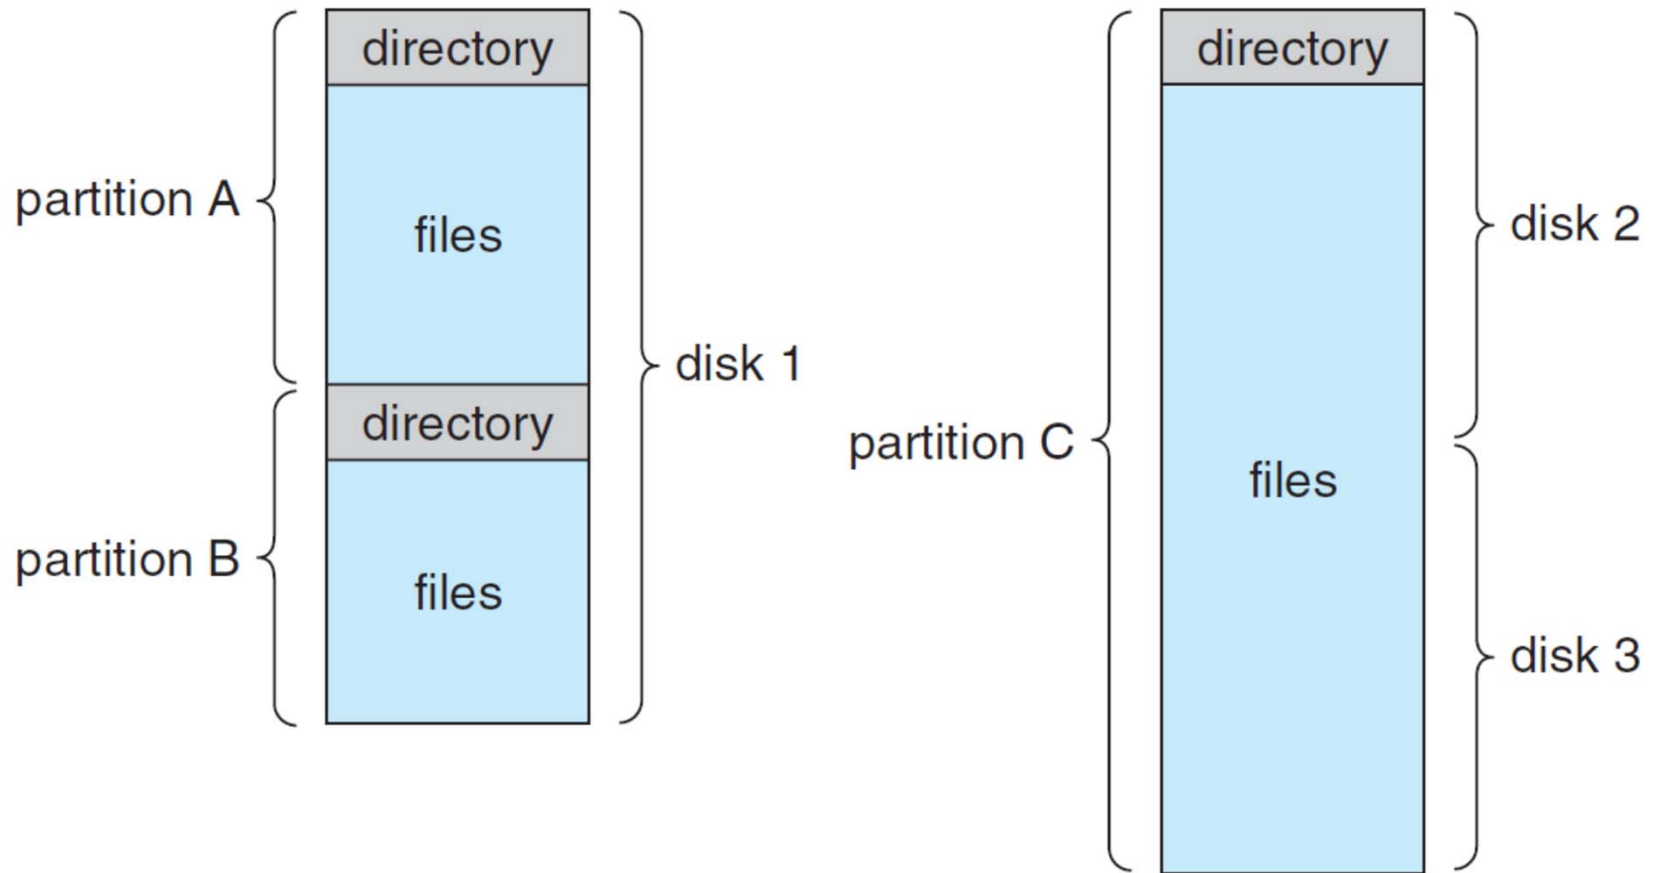 directory
partition A
files
disk 1
directory
partition B
files
directory
disk 2
partition C
files
disk 3